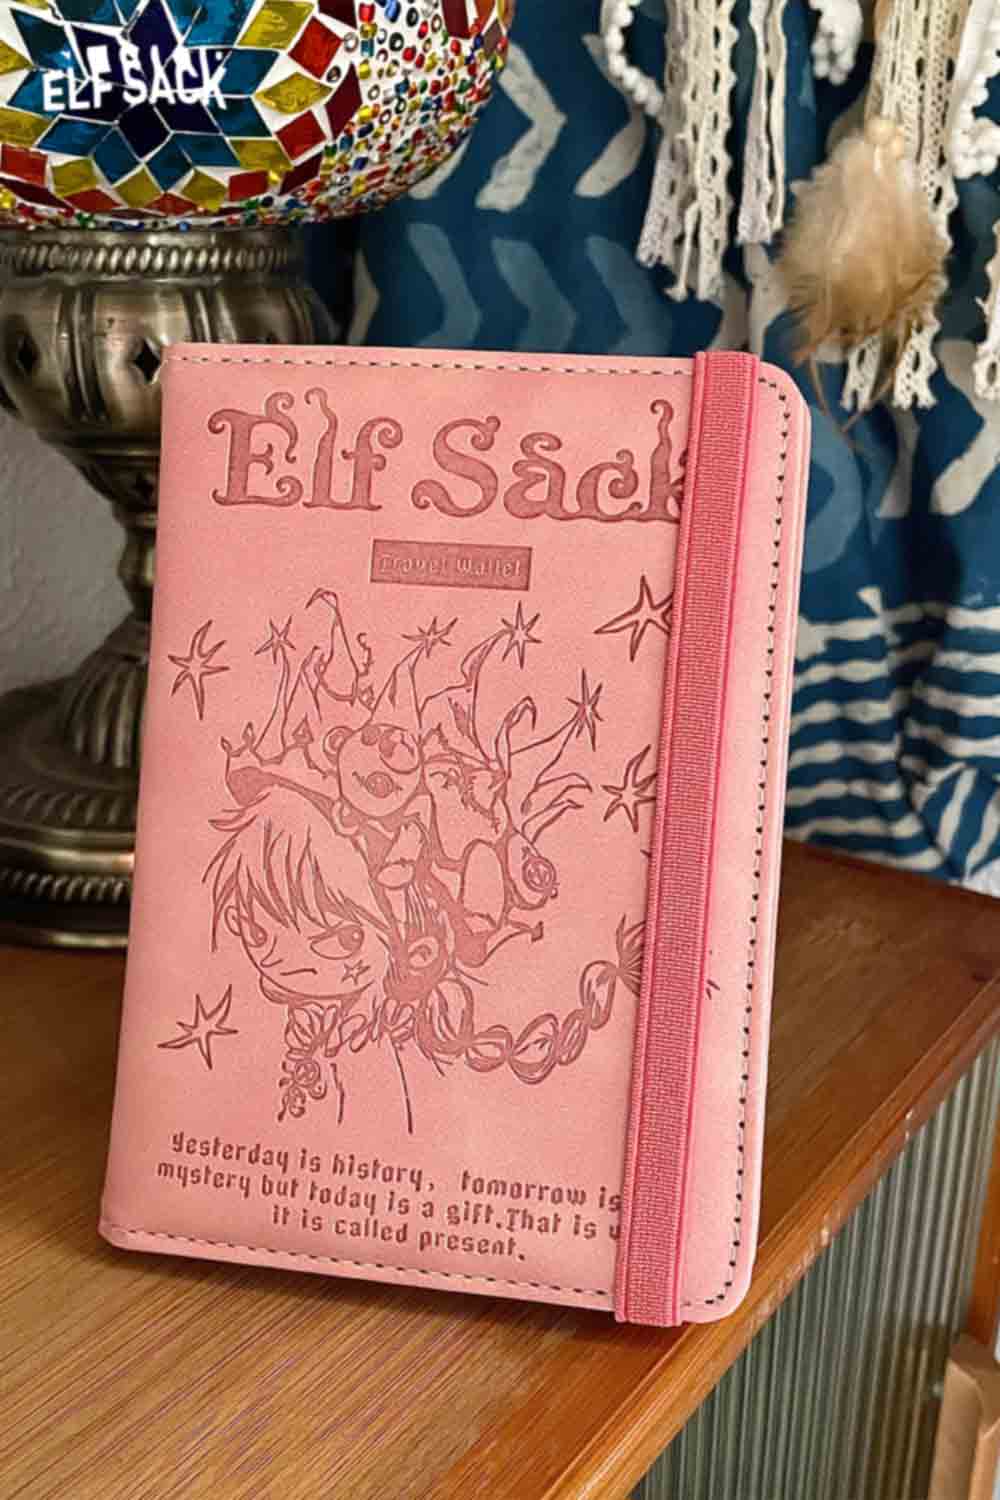 ELF SACK
Elf Sack
Travel Wallet
Yesterday is history, tomorrow is
mystery but today is a gift.That is
it is called present.